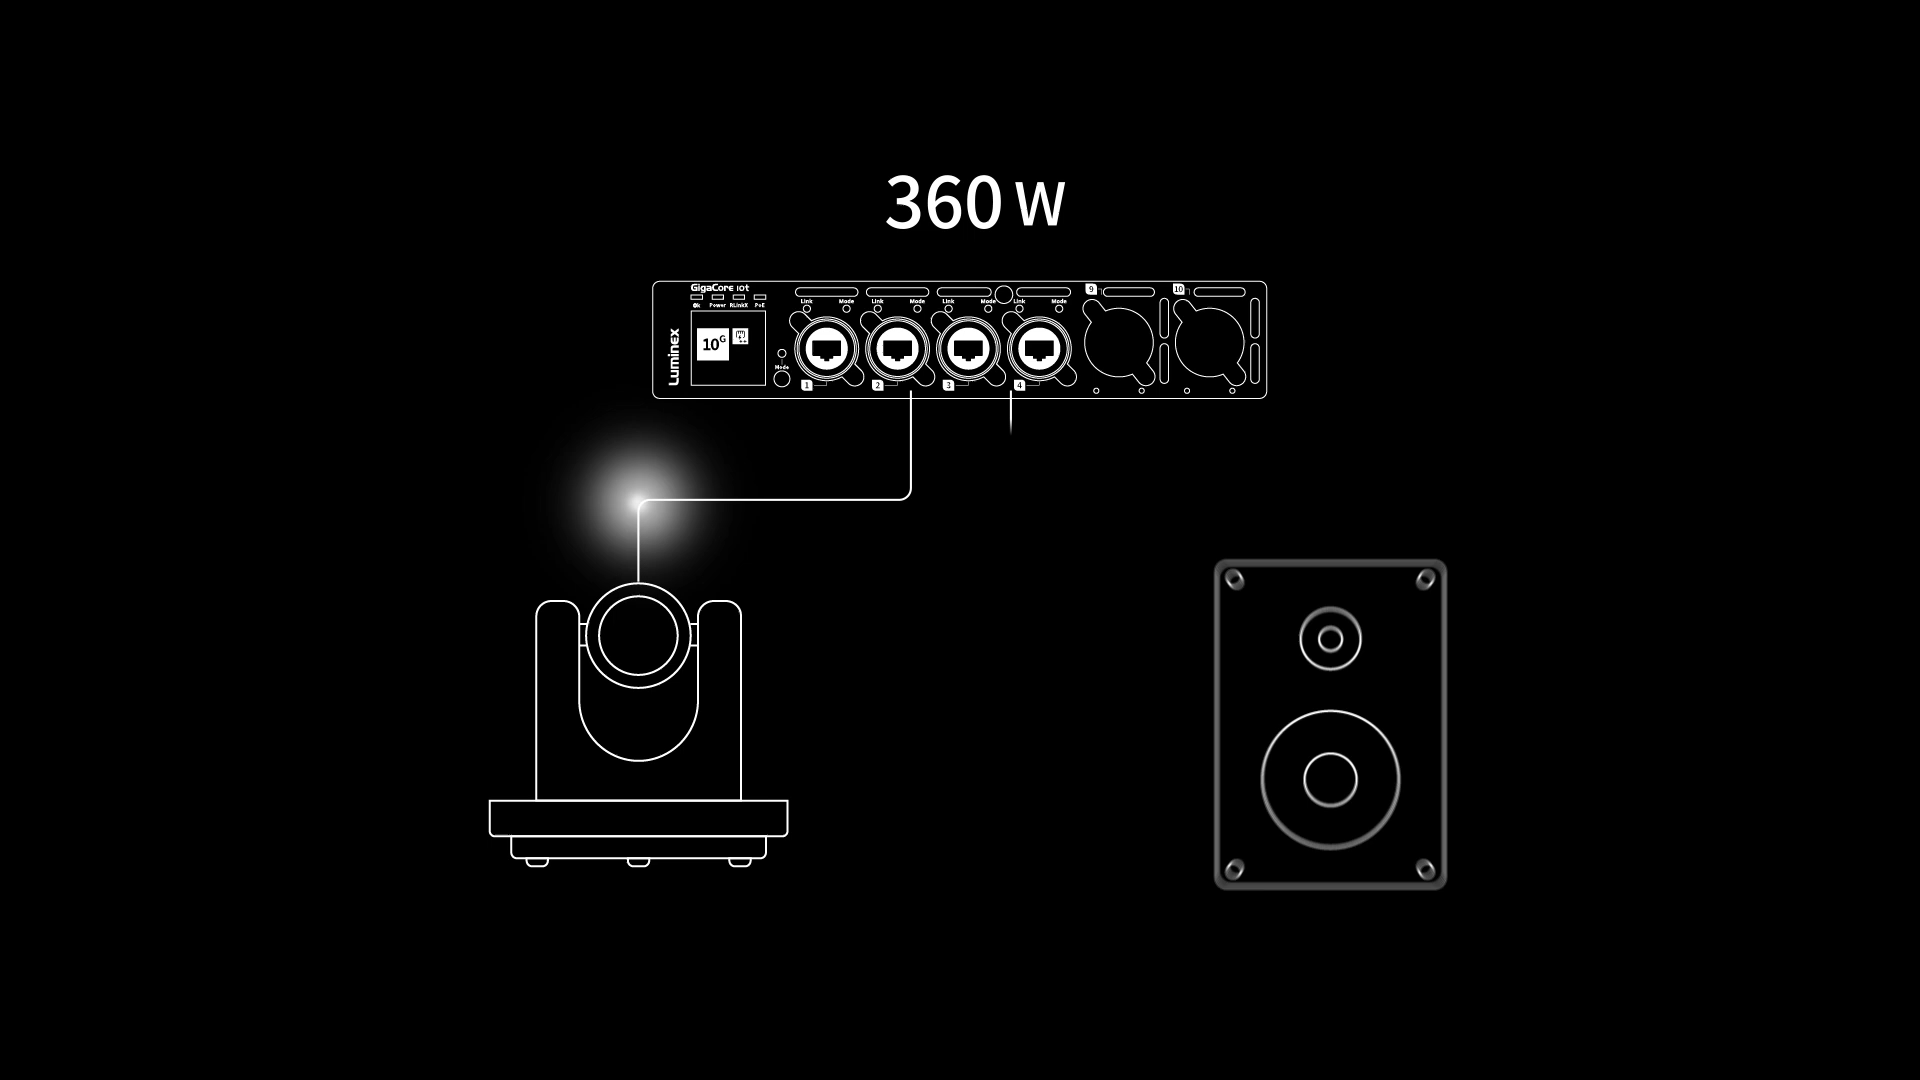 360 W
GigaCore 10t
Ok Power RLinkX PoE
Link Mode Link Mode Link Mode Link Mode
9 10
Luminex
10G
Mode
1 2 3 4